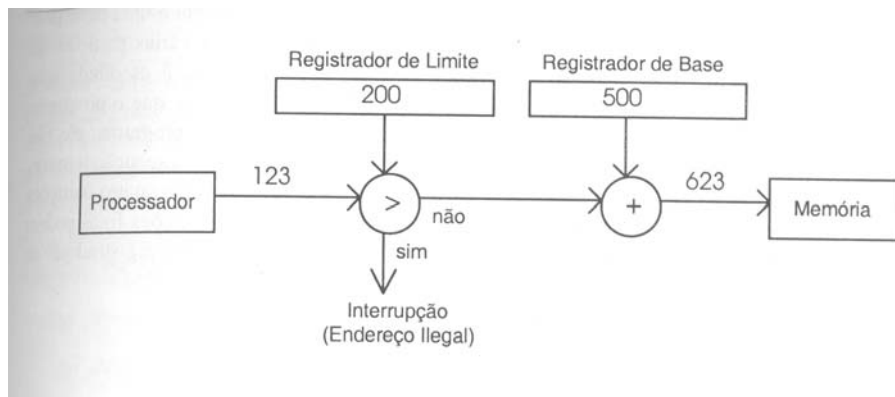 Registrador de Limite
200
Registrador de Base
500
Processador
123
>
não
sim
+
623
Memória
Interrupção
(Endereço Ilegal)